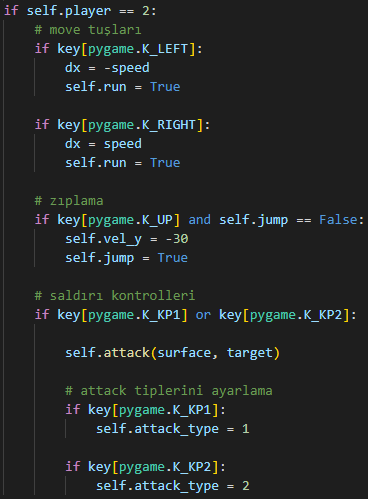 if self.player == 2:
    # move tuşları
    if key[pygame.K_LEFT]:
        dx = -speed
        self.run = True

    if key[pygame.K_RIGHT]:
        dx = speed
        self.run = True

    # zıplama
    if key[pygame.K_UP] and self.jump == False:
        self.vel_y = -30
        self.jump = True

    # saldırı kontrolleri
    if key[pygame.K_KP1] or key[pygame.K_KP2]:

        self.attack(surface, target)

        # attack tiplerini ayarlama
        if key[pygame.K_KP1]:
            self.attack_type = 1

        if key[pygame.K_KP2]:
            self.attack_type = 2